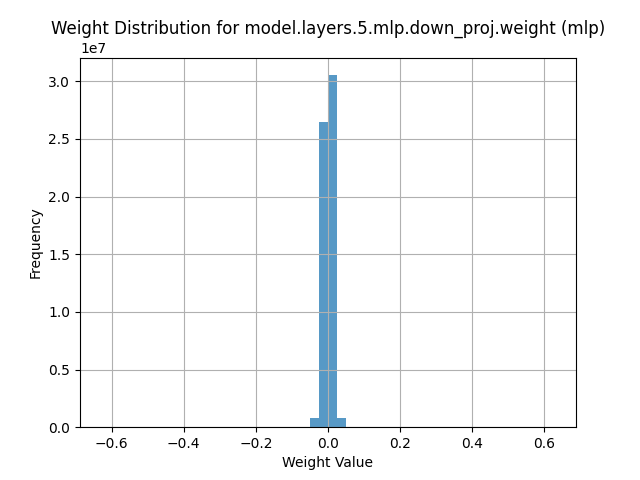 Weight Distribution for model.layers.5.mlp.down_proj.weight (mlp)
1e7
3.0
2.5
2.0
1.5
1.0
0.5
0.0
Frequency
−0.6 −0.4 −0.2 0.0 0.2 0.4 0.6
Weight Value